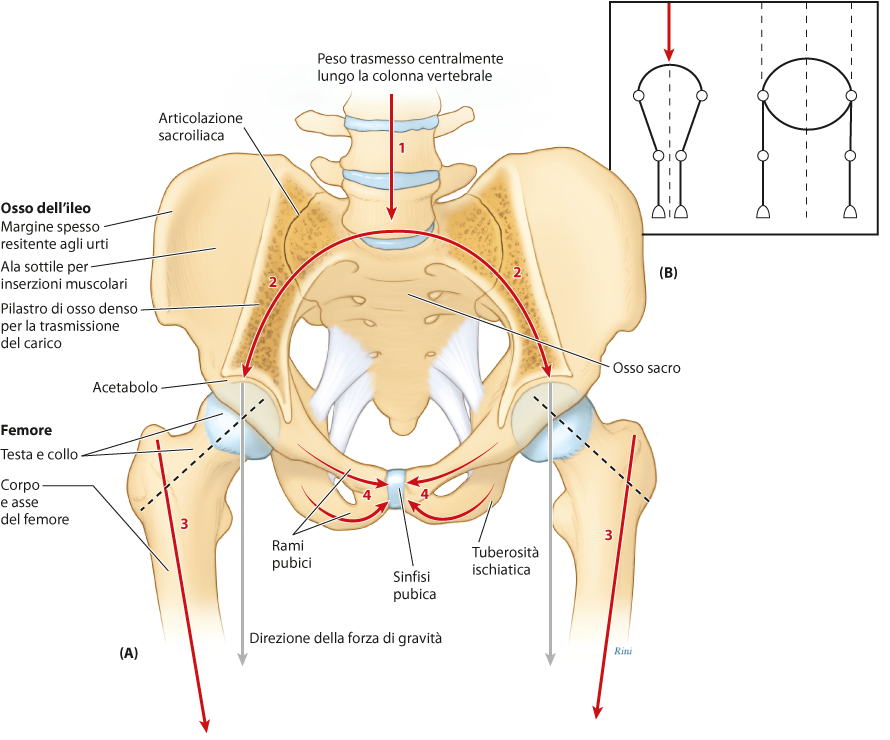 Peso trasmesso centralmente
lungo la colonna vertebrale
Articolazione
sacroiliaca
1
Osso dell'ileo
Margine spesso
resitente agli urti
Ala sottile per
inserzioni muscolari
Pilastro di osso denso
per la trasmissione
del carico
2
2
(B)
Osso sacro
Acetabolo
Femore
Testa e collo
Corpo
e asse
del femore
3
4
4
3
Rami
pubici
Sinfisi
pubica
Tuberosità
ischiatica
Direzione della forza di gravità
(A)
Rini